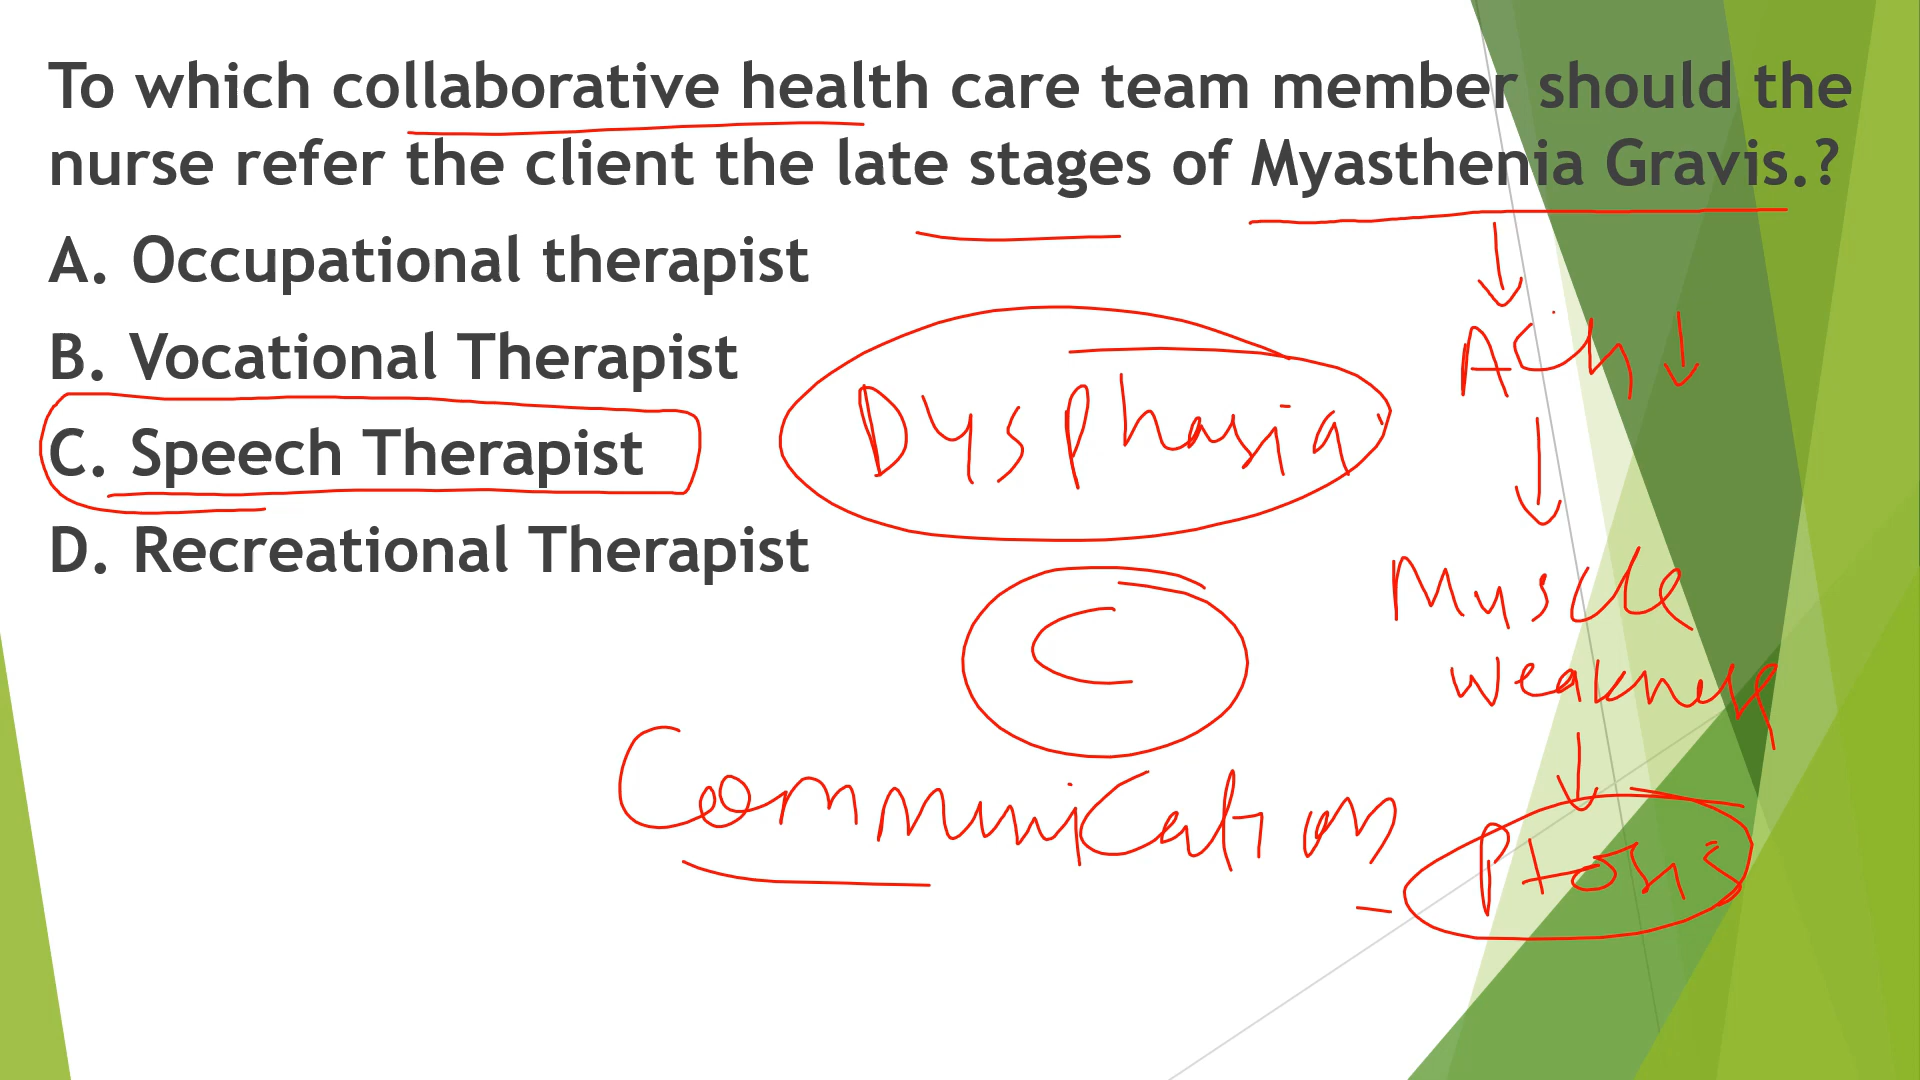 To which collaborative health care team member should the
nurse refer the client the late stages of Myasthenia Gravis.?
A. Occupational therapist
B. Vocational Therapist
C. Speech Therapist
D. Recreational Therapist
ACh ↓
Dysphasia
Muscle
weakness
C
Communication
Ptosis